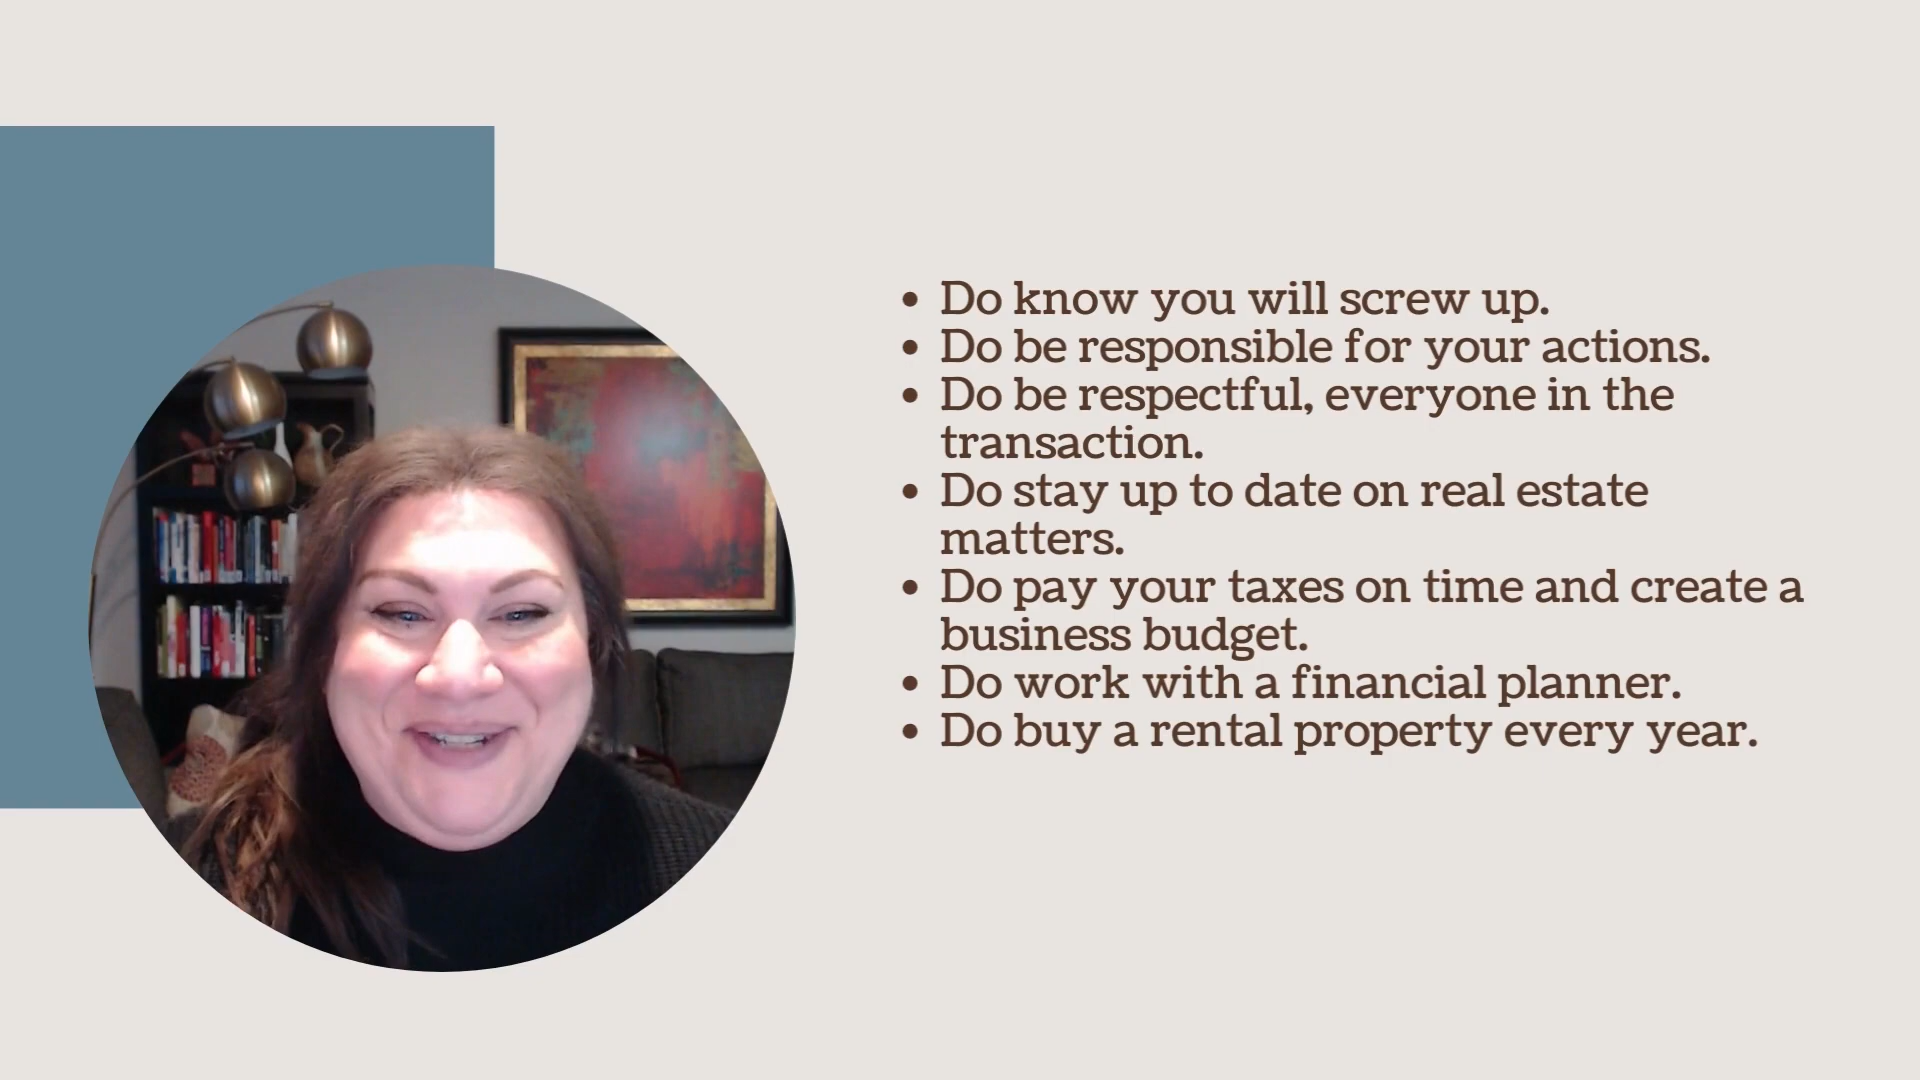 • Do know you will screw up.
• Do be responsible for your actions.
• Do be respectful, everyone in the
transaction.
• Do stay up to date on real estate
matters.
• Do pay your taxes on time and create a
business budget.
• Do work with a financial planner.
• Do buy a rental property every year.